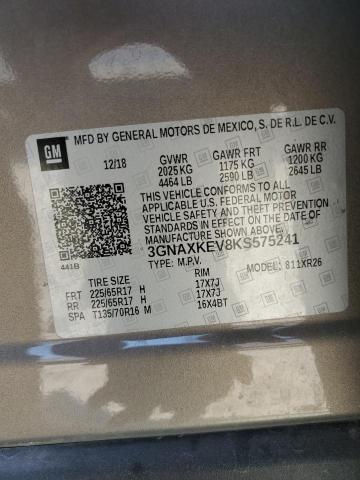 GM
MFD BY GENERAL MOTORS DE MEXICO, S. DE R.L. DE C.V.
12/18 GVWR GAWR FRT GAWR RR
2025 KG 1175 KG 1200 KG
4464 LB 2590 LB 2645 LB
THIS VEHICLE CONFORMS TO ALL
APPLICABLE U.S. FEDERAL MOTOR
VEHICLE SAFETY, BUMPER, AND THEFT
PREVENTION STANDARDS IN EFFECT ON
THE DATE OF MANUFACTURE SHOWN ABOVE.
3GNAXKEV8KS575241
441B TYPE: M.P.V. MODEL: 811XR26
TIRE SIZE RIM
FRT 225/65R17 H 17X7J
RR 225/65R17 H 17X7J
SPA T135/70R16 M 16X4BT